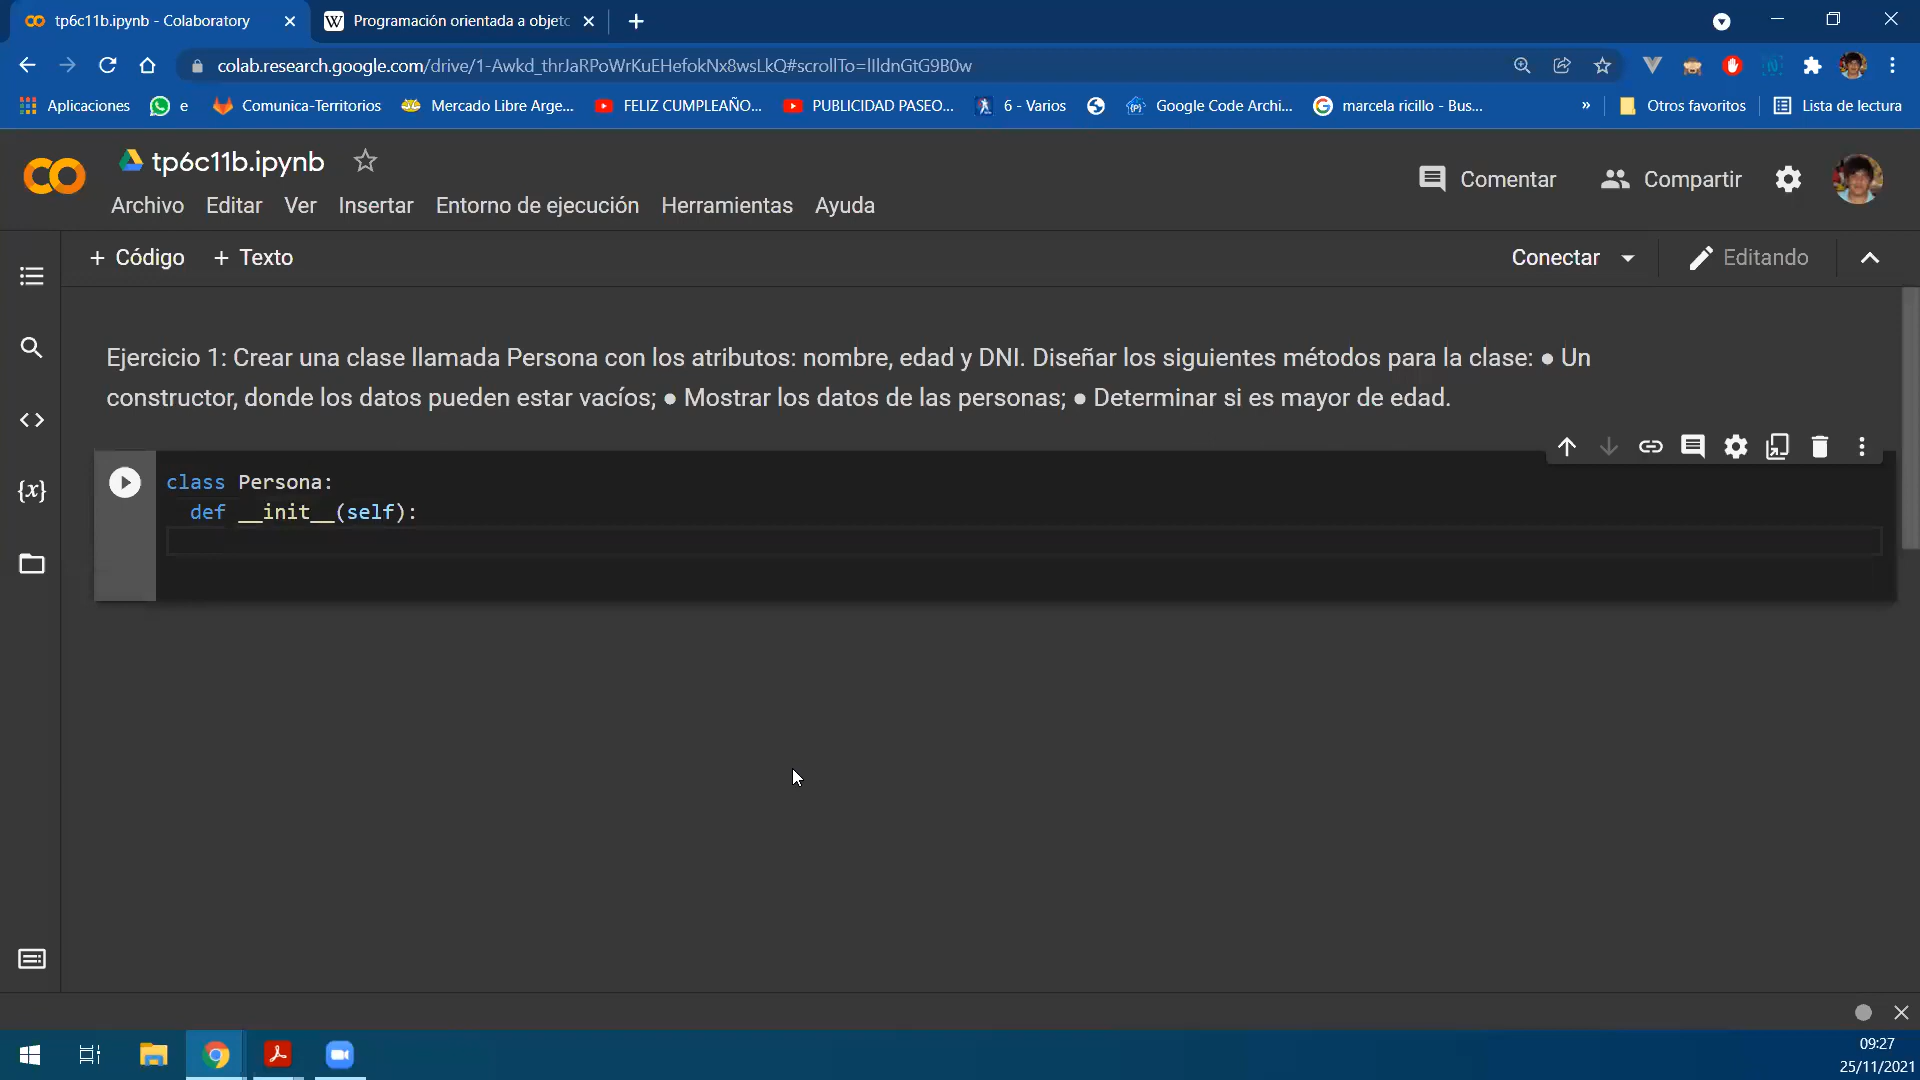 tp6c11b.ipynb - Colaboratory
Programación orientada a objeto
colab.research.google.com/drive/1-Awkd_thrJaRPoWrKuEHefokNx8wsLkQ#scrollTo=lIldnGtG9B0w
Aplicaciones
e
Comunica-Territorios
Mercado Libre Arge...
FELIZ CUMPLEAÑO...
PUBLICIDAD PASEO...
6 - Varios
Google Code Archi...
marcela ricillo - Bus...
»
Otros favoritos
Lista de lectura
tp6c11b.ipynb
Comentar
Compartir
Archivo Editar Ver Insertar Entorno de ejecución Herramientas Ayuda
+ Código + Texto
Conectar
Editando
Ejercicio 1: Crear una clase llamada Persona con los atributos: nombre, edad y DNI. Diseñar los siguientes métodos para la clase: ● Un
constructor, donde los datos pueden estar vacíos; ● Mostrar los datos de las personas; ● Determinar si es mayor de edad.
class Persona:
def __init__(self):
{x}
09:27
25/11/2021